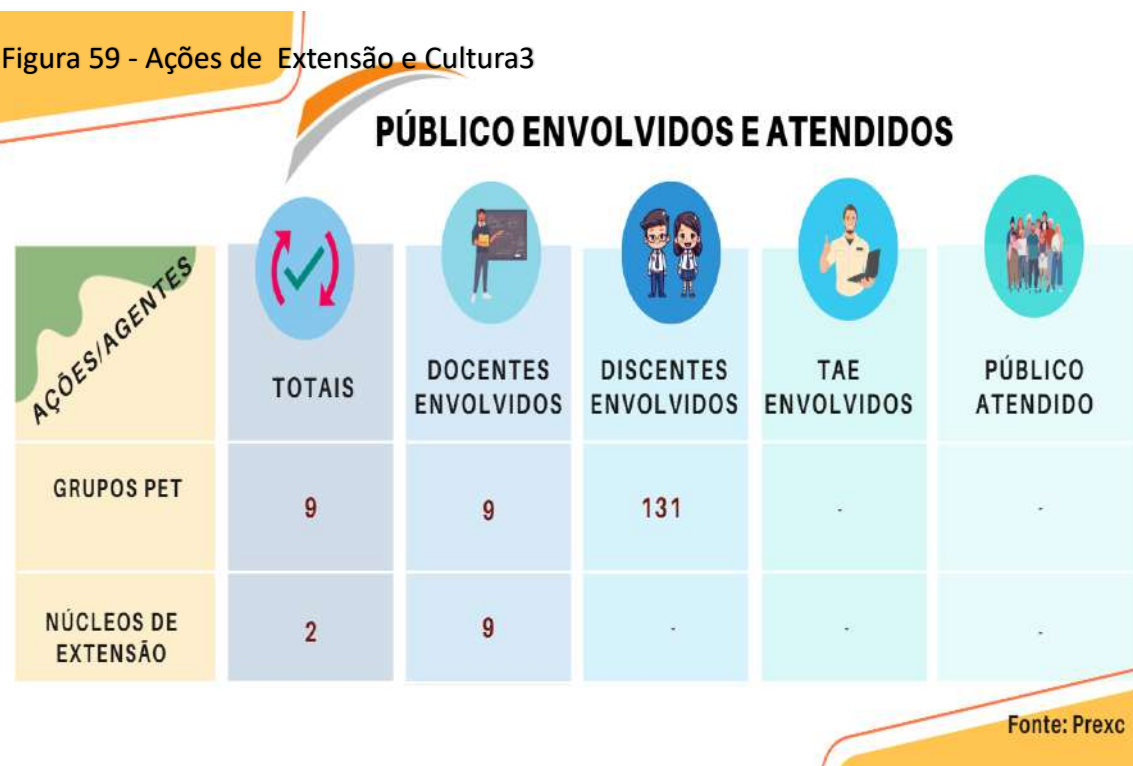 Figura 59 - Ações de Extensão e Cultura3
PÚBLICO ENVOLVIDOS E ATENDIDOS
AÇÕES/AGENTES
TOTAIS
DOCENTES
ENVOLVIDOS
DISCENTES
ENVOLVIDOS
TAE
ENVOLVIDOS
PÚBLICO
ATENDIDO
GRUPOS PET
9
9
131
-
-
NÚCLEOS DE
EXTENSÃO
2
9
-
-
-
Fonte: Prexc